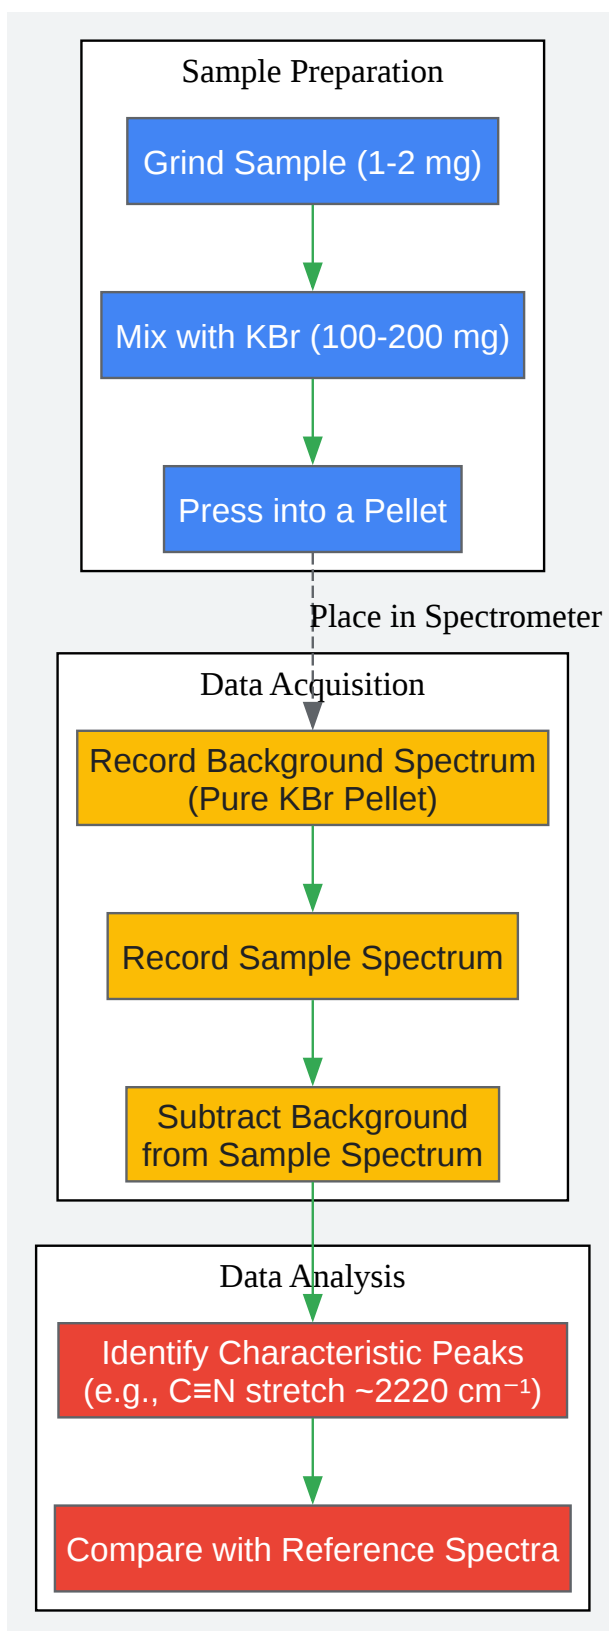 Sample Preparation
Grind Sample (1-2 mg)
Mix with KBr (100-200 mg)
Press into a Pellet
Place in Spectrometer
Data Acquisition
Record Background Spectrum
(Pure KBr Pellet)
Record Sample Spectrum
Subtract Background
from Sample Spectrum
Data Analysis
Identify Characteristic Peaks
(e.g., C≡N stretch ~2220 cm⁻¹)
Compare with Reference Spectra